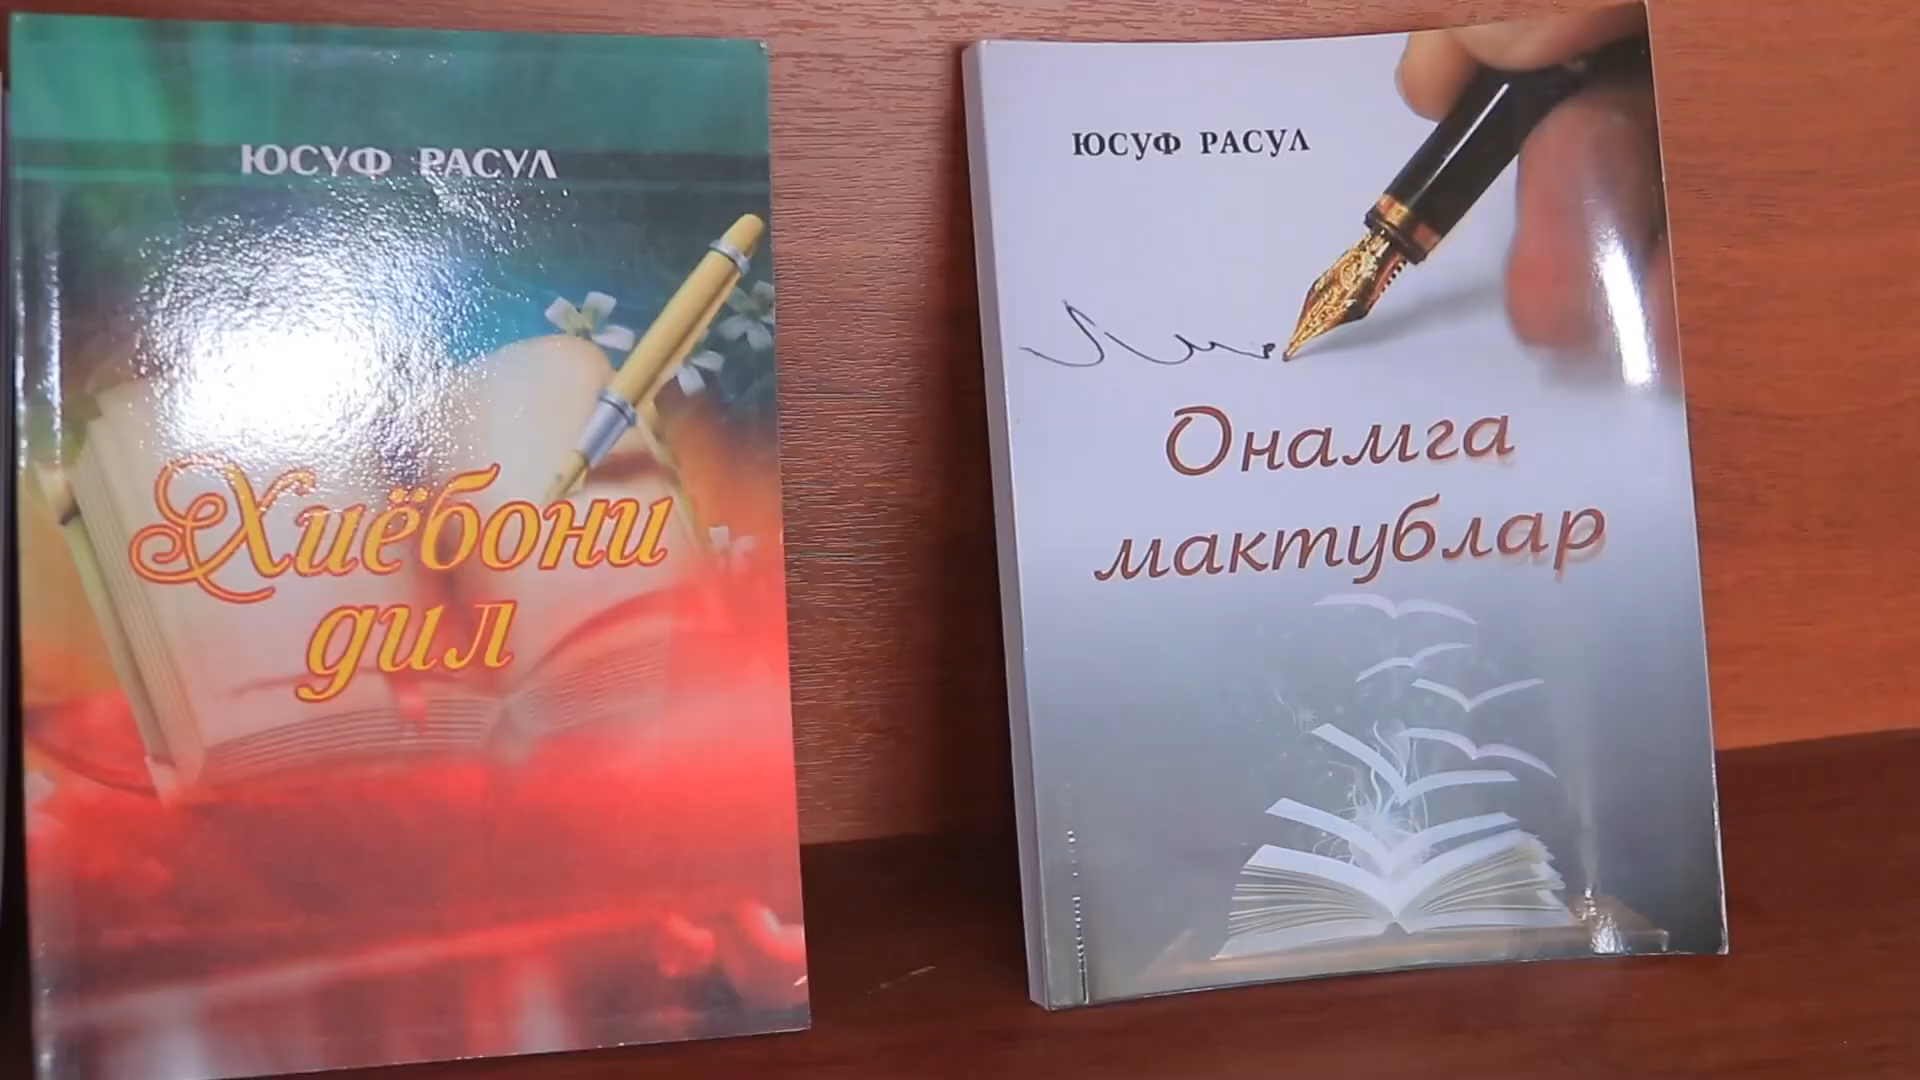 ЮСУФ РАСУЛ
Хиёбони
дил
ЮСУФ РАСУЛ
Онамга
мактублар